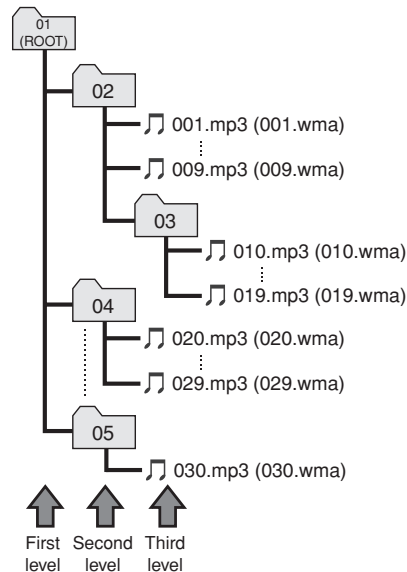 01
(ROOT)
02
001.mp3 (001.wma)
009.mp3 (009.wma)
03
010.mp3 (010.wma)
019.mp3 (019.wma)
04
020.mp3 (020.wma)
029.mp3 (029.wma)
05
030.mp3 (030.wma)
First level
Second level
Third level